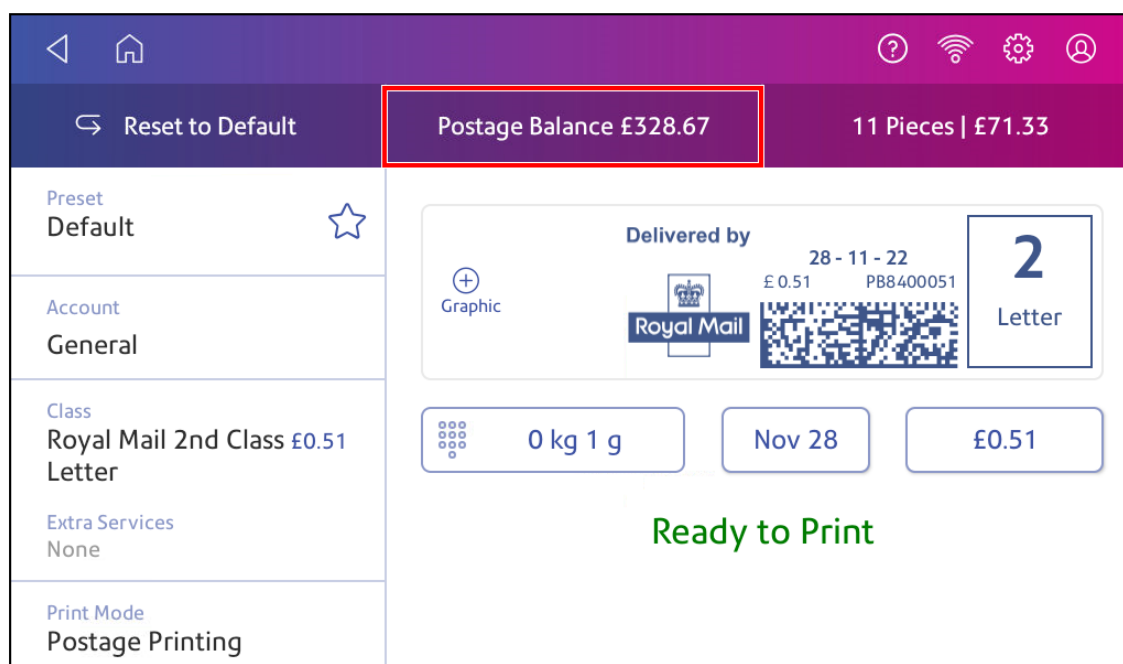 Reset to Default
Postage Balance £328.67
11 Pieces | £71.33
Preset
Default
Account
General
Class
Royal Mail 2nd Class £0.51
Letter
Extra Services
None
Print Mode
Postage Printing
Graphic
Delivered by
Royal Mail
28 - 11 - 22
£ 0.51 PB8400051
2
Letter
0 kg 1 g
Nov 28
£0.51
Ready to Print